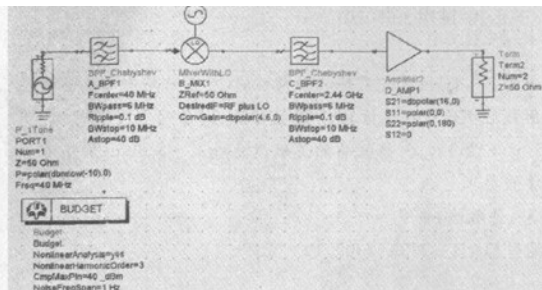 BPF_Chebyshev
A_BPF1
Fcenter=40 MHz
BWpass=6 MHz
Ripple=0.1 dB
BWstop=10 MHz
Astop=40 dB
MixerWithLO
B_MIX1
ZRef=50 Ohm
DesiredIF=RF plus LO
ConvGain=dbpolar(4.6,0)
BPF_Chebyshev
C_BPF2
Fcenter=2.44 GHz
BWpass=6 MHz
Ripple=0.1 dB
BWstop=10 MHz
Astop=40 dB
Amplifier2
D_AMP1
S21=dbpolar(16,0)
S11=polar(0,0)
S22=polar(0,180)
S12=0
Term
Term2
Num=2
Z=50 Ohm
P_1Tone
PORT1
Num=1
Z=50 Ohm
P=polar(dbmtow(-10),0)
Freq=40 MHz
BUDGET
Budget
Budget
NonlinearAnalysis=yes
NonlinearHarmonicOrder=3
CmpMaxPin=40 _dBm
NoiseFreqSpan=1 Hz